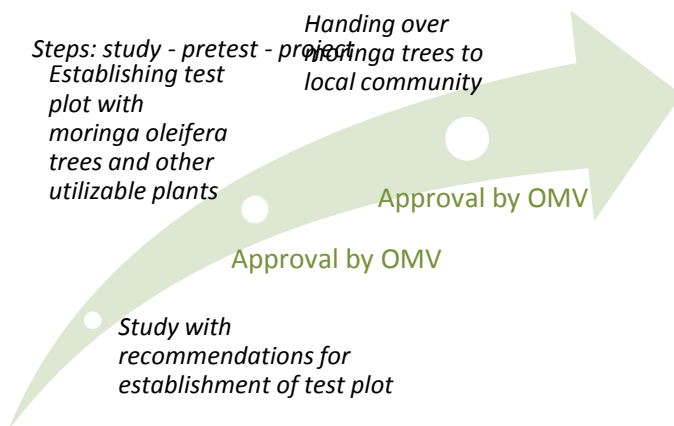 Steps: study - pretest - project
Handing over
moringa trees to
local community
Establishing test
plot with
moringa oleifera
trees and other
utilizable plants
Approval by OMV
Approval by OMV
Study with
recommendations for
establishment of test plot